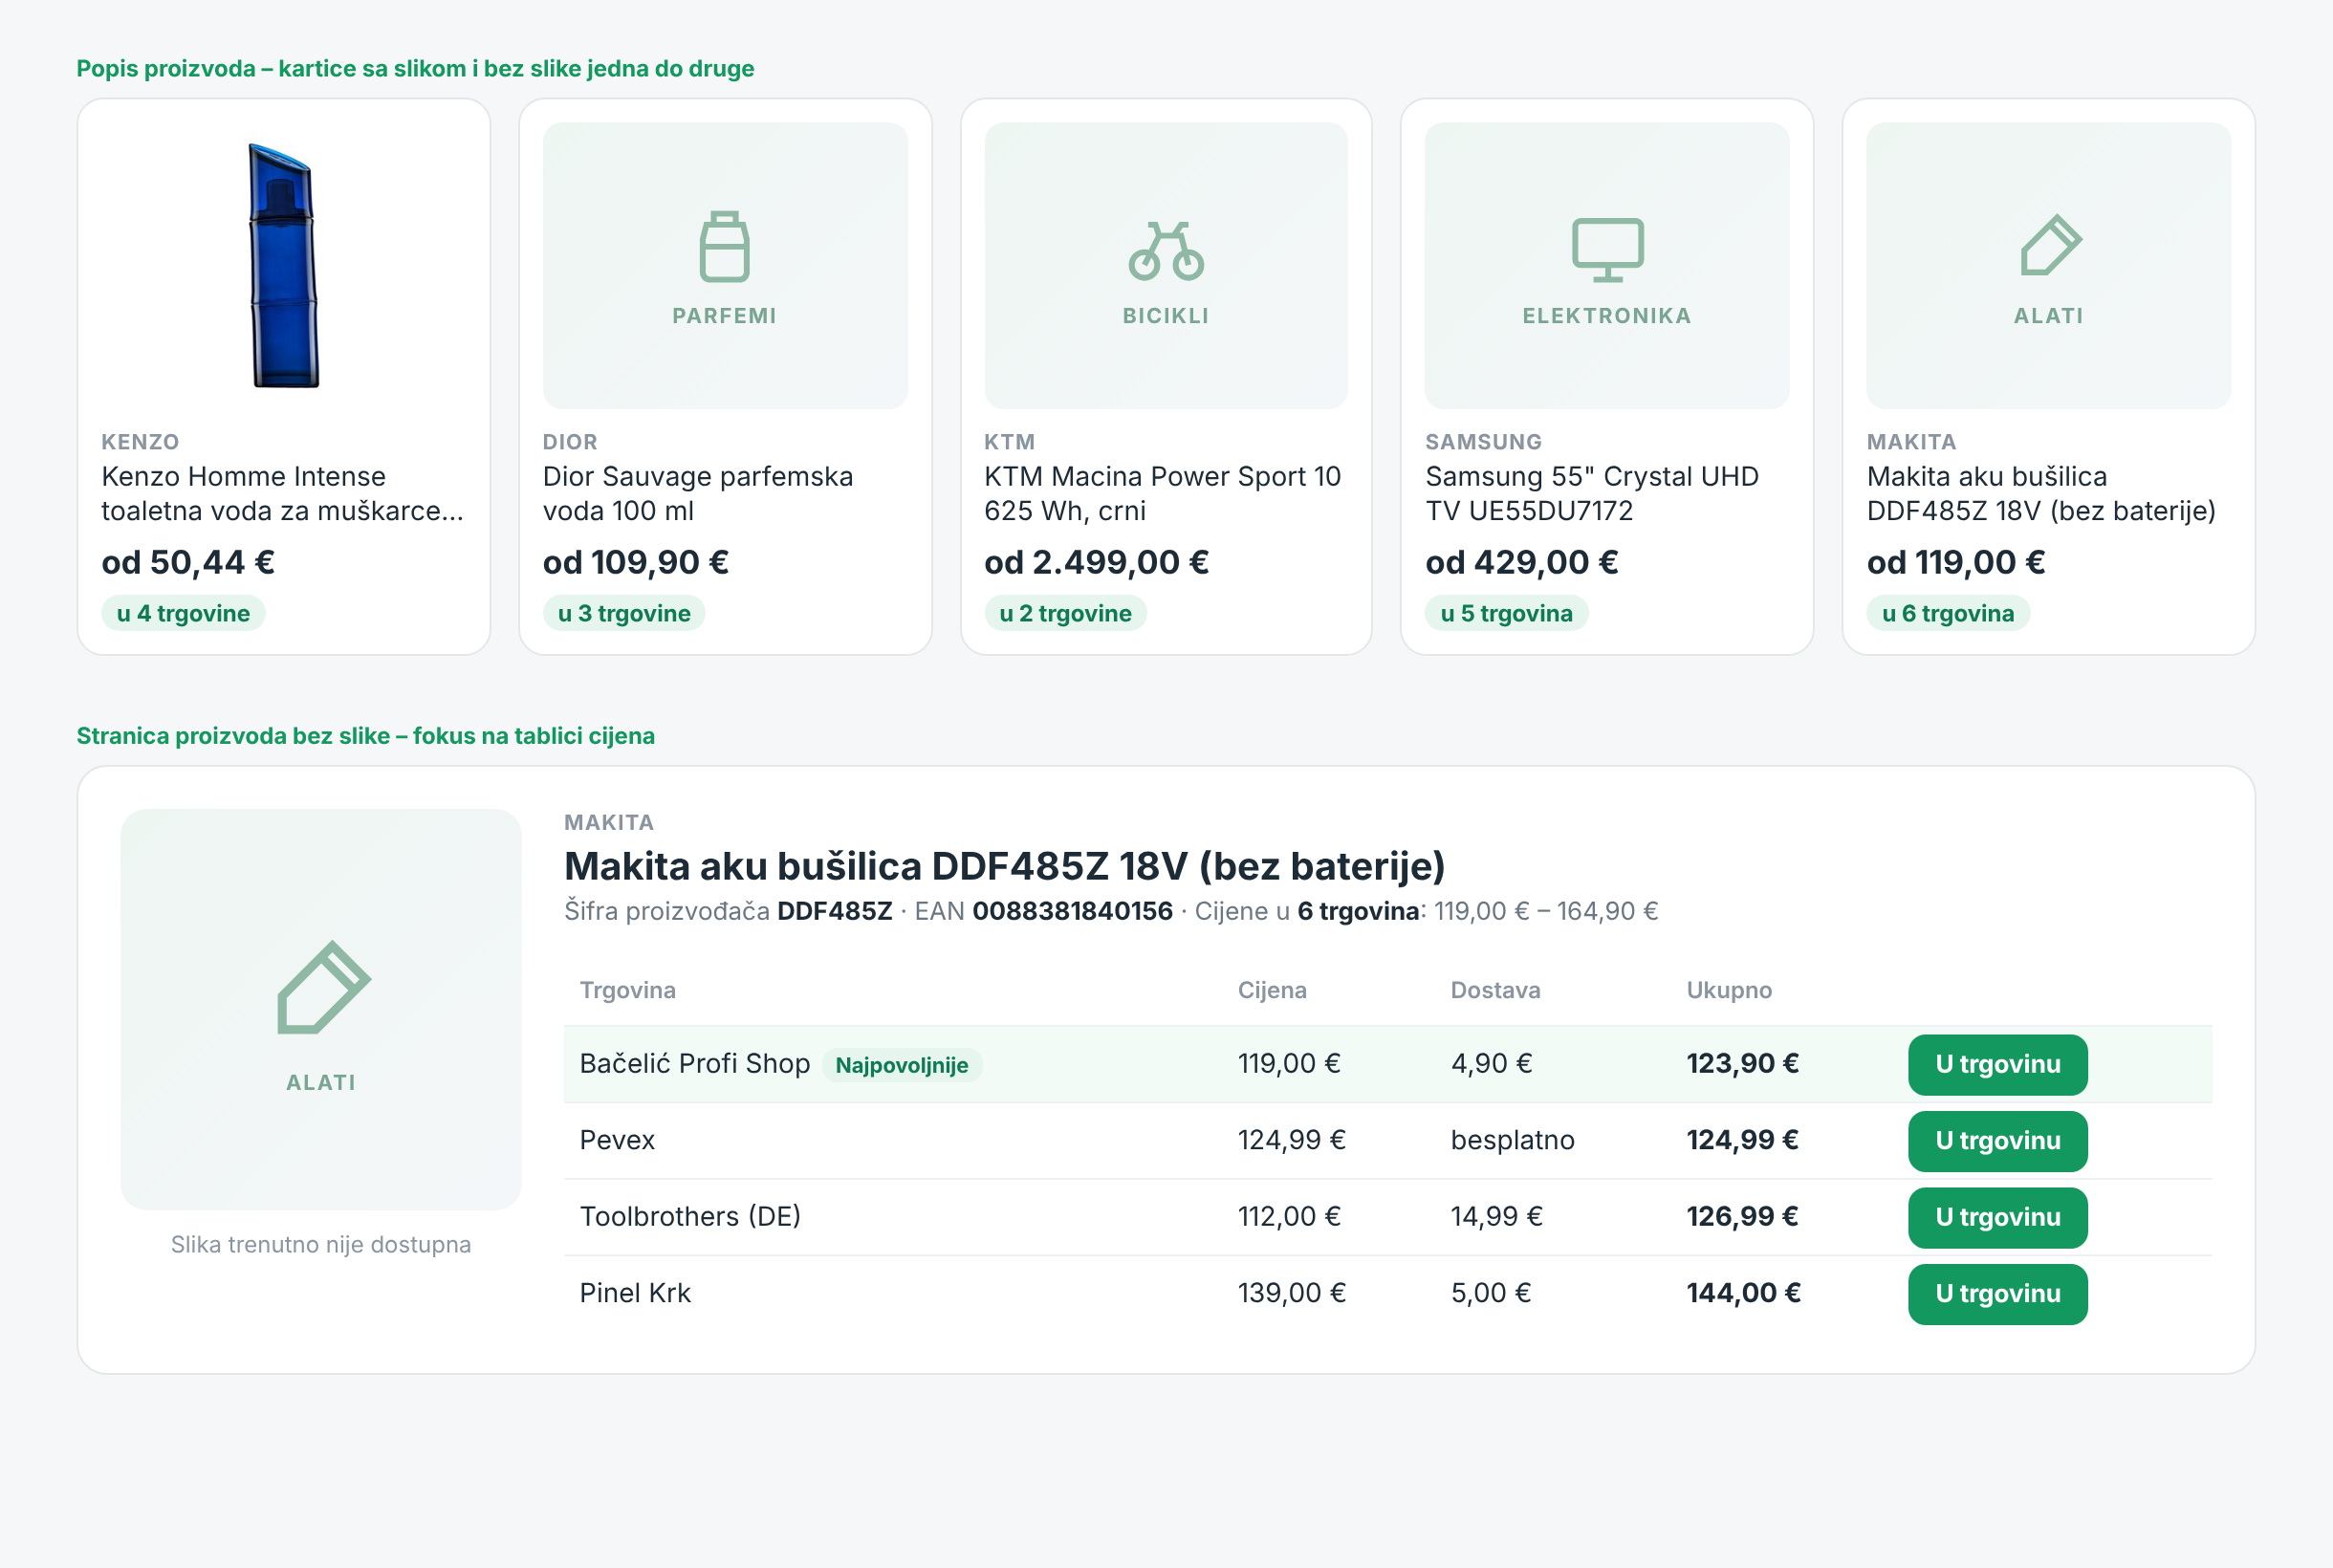 Popis proizvoda – kartice sa slikom i bez slike jedna do druge
PARFEMI
BICIKLI
ELEKTRONIKA
ALATI
KENZO
Kenzo Homme Intense
toaletna voda za muškarce...
od 50,44 €
u 4 trgovine
DIOR
Dior Sauvage parfemska
voda 100 ml
od 109,90 €
u 3 trgovine
KTM
KTM Macina Power Sport 10
625 Wh, crni
od 2.499,00 €
u 2 trgovine
SAMSUNG
Samsung 55" Crystal UHD
TV UE55DU7172
od 429,00 €
u 5 trgovina
MAKITA
Makita aku bušilica
DDF485Z 18V (bez baterije)
od 119,00 €
u 6 trgovina
Stranica proizvoda bez slike – fokus na tablici cijena
ALATI
Slika trenutno nije dostupna
MAKITA
Makita aku bušilica DDF485Z 18V (bez baterije)
Šifra proizvođača DDF485Z · EAN 0088381840156 · Cijene u 6 trgovina: 119,00 € – 164,90 €
Trgovina Cijena Dostava Ukupno
Bačelić Profi Shop Najpovoljnije 119,00 € 4,90 € 123,90 € U trgovinu
Pevex 124,99 € besplatno 124,99 € U trgovinu
Toolbrothers (DE) 112,00 € 14,99 € 126,99 € U trgovinu
Pinel Krk 139,00 € 5,00 € 144,00 € U trgovinu